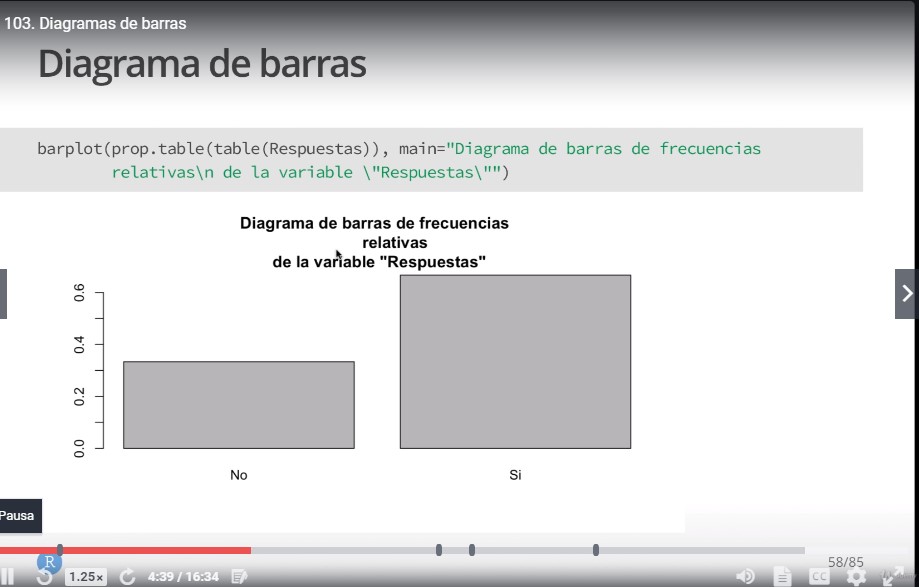 103. Diagramas de barras
Diagrama de barras
barplot(prop.table(table(Respuestas)), main="Diagrama de barras de frecuencias
relativas\n de la variable \"Respuestas\"")
Diagrama de barras de frecuencias
relativas
de la variable "Respuestas"
0.6
0.4
0.2
0.0
No
Si
Pausa
58/85
R
5
1.25x
4:39 / 16:34
CC